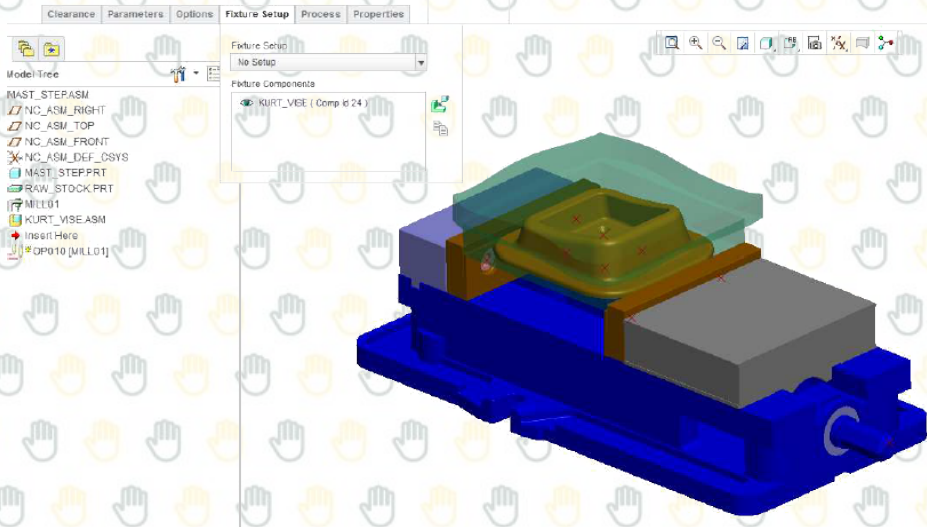 Clearance Parameters Options Fixture Setup Process Properties
Fixture Setup
No Setup
Fixture Components
KURT_VISE ( Comp Id 24 )
Model Tree
MAST_STEP.ASM
NC_ASM_RIGHT
NC_ASM_TOP
NC_ASM_FRONT
NC_ASM_DEF_CSYS
MAST_STEP.PRT
RAW_STOCK.PRT
MILL01
KURT_VISE.ASM
Insert Here
OP010 [MILL01]